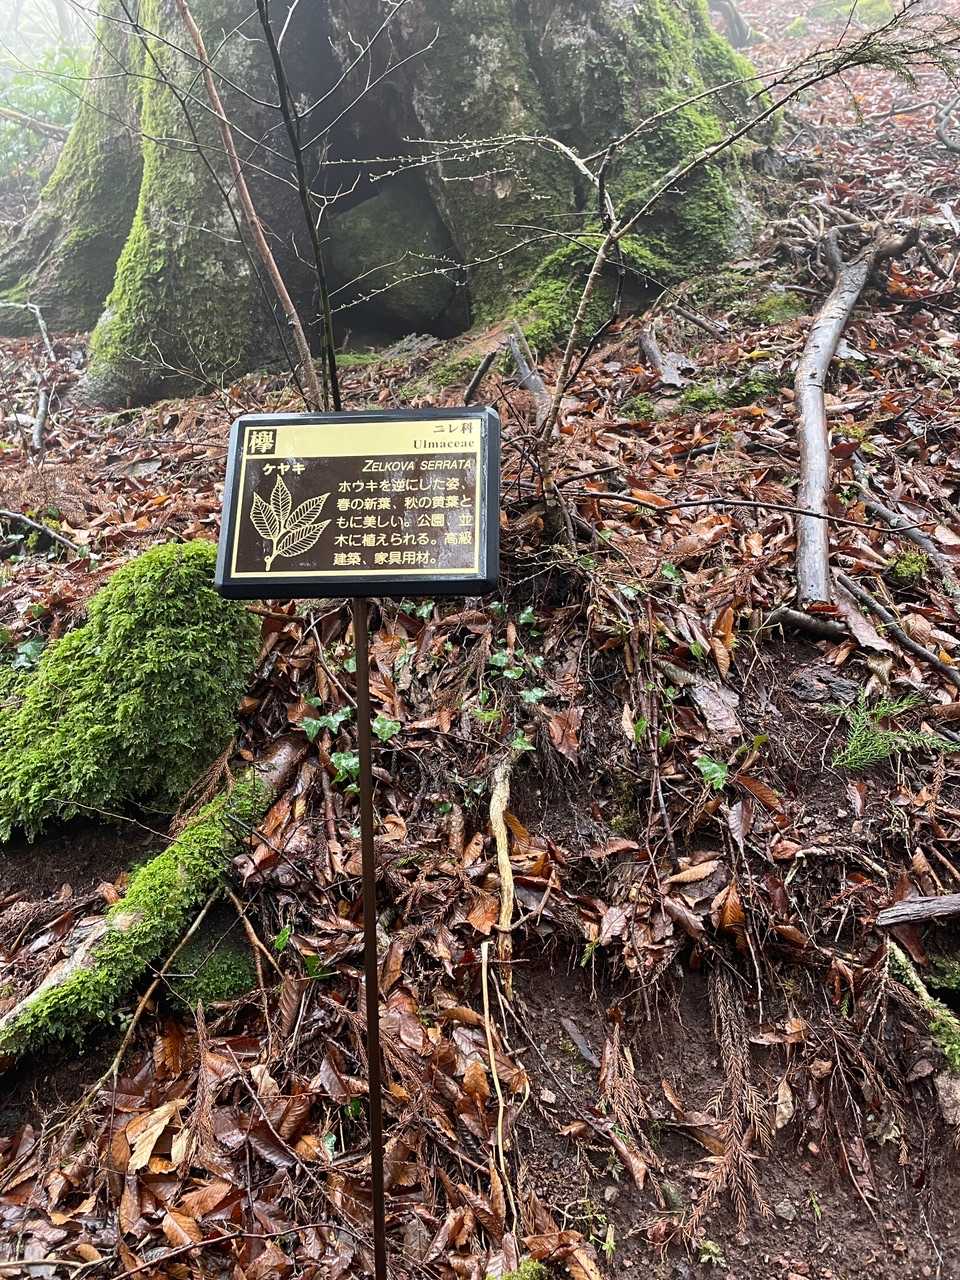 欅
ニレ科
Ulmaceae
ケヤキ
ZELKOVA SERRATA
ホウキを逆にした姿、
春の新葉、秋の黄葉と
もに美しい。公園、並
木に植えられる。高級
建築、家具用材。